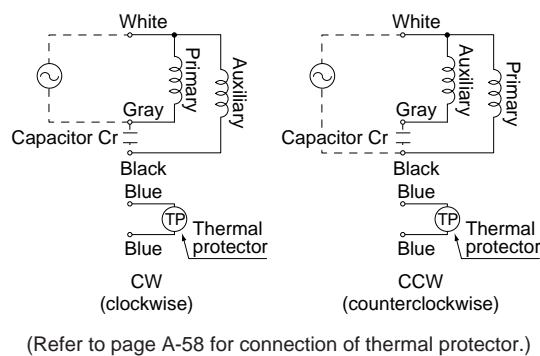 White
Primary
Auxiliary
Gray
Capacitor Cr
Black
Blue
TP
Thermal
protector
Blue
CW
(clockwise)
White
Auxiliary
Primary
Gray
Capacitor Cr
Black
Blue
TP
Thermal
protector
Blue
CCW
(counterclockwise)
(Refer to page A-58 for connection of thermal protector.)